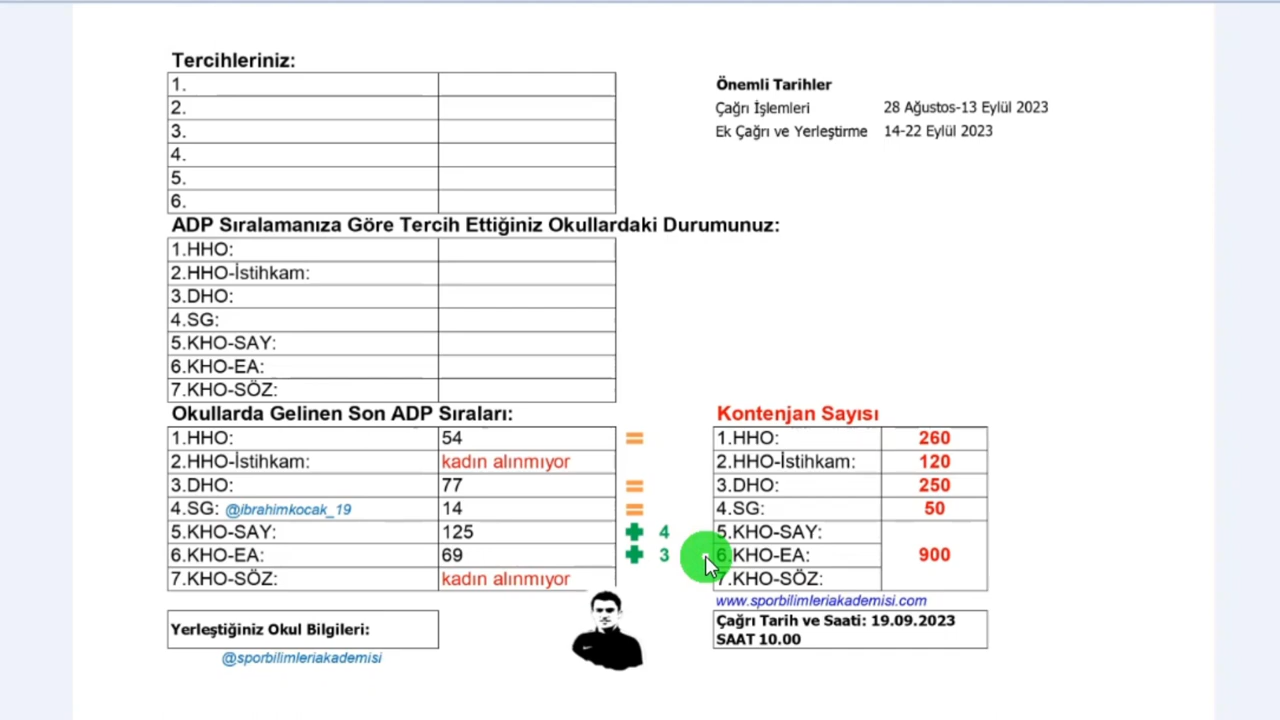 Tercihleriniz:
1.
2.
3.
4.
5.
6.
Önemli Tarihler
Çağrı İşlemleri 28 Ağustos-13 Eylül 2023
Ek Çağrı ve Yerleştirme 14-22 Eylül 2023
ADP Sıralamanıza Göre Tercih Ettiğiniz Okullardaki Durumunuz:
1.HHO:
2.HHO-İstihkam:
3.DHO:
4.SG:
5.KHO-SAY:
6.KHO-EA:
7.KHO-SÖZ:
Okullarda Gelinen Son ADP Sıraları:
1.HHO: 54 =
2.HHO-İstihkam: kadın alınmıyor
3.DHO: 77 =
4.SG: @ibrahimkocak_19 14 =
5.KHO-SAY: 125 + 4
6.KHO-EA: 69 + 3
7.KHO-SÖZ: kadın alınmıyor
Kontenjan Sayısı
1.HHO: 260
2.HHO-İstihkam: 120
3.DHO: 250
4.SG: 50
5.KHO-SAY:
6.KHO-EA: 900
7.KHO-SÖZ:
www.sporbilimleriakademisi.com
Yerleştiğiniz Okul Bilgileri:
@sporbilimleriakademisi
Çağrı Tarih ve Saati: 19.09.2023
SAAT 10.00